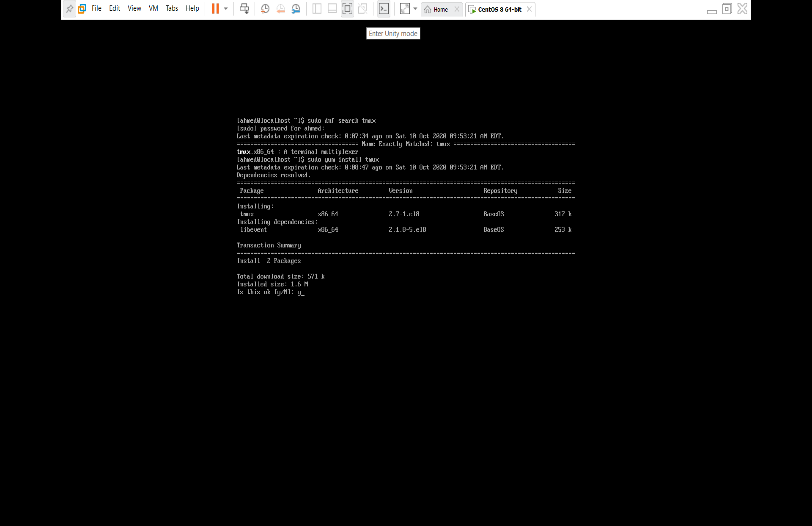 File Edit View VM Tabs Help Home CentOS 8 64-bit
Enter Unity mode
[ahmed@localhost ~]$ sudo dnf search tmux
[sudo] password for ahmed:
Last metadata expiration check: 0:07:34 ago on Sat 10 Oct 2020 09:53:21 AM EDT.
==================================== Name Exactly Matched: tmux ====================================
tmux.x86_64 : A terminal multiplexer
[ahmed@localhost ~]$ sudo yum install tmux
Last metadata expiration check: 0:08:47 ago on Sat 10 Oct 2020 09:53:21 AM EDT.
Dependencies resolved.
Package Architecture Version Repository Size
Installing:
tmux x86_64 2.7-1.el8 BaseOS 317 k
Installing dependencies:
libevent x86_64 2.1.8-5.el8 BaseOS 253 k
Transaction Summary
Install 2 Packages
Total download size: 571 k
Installed size: 1.6 M
Is this ok [y/N]: y_